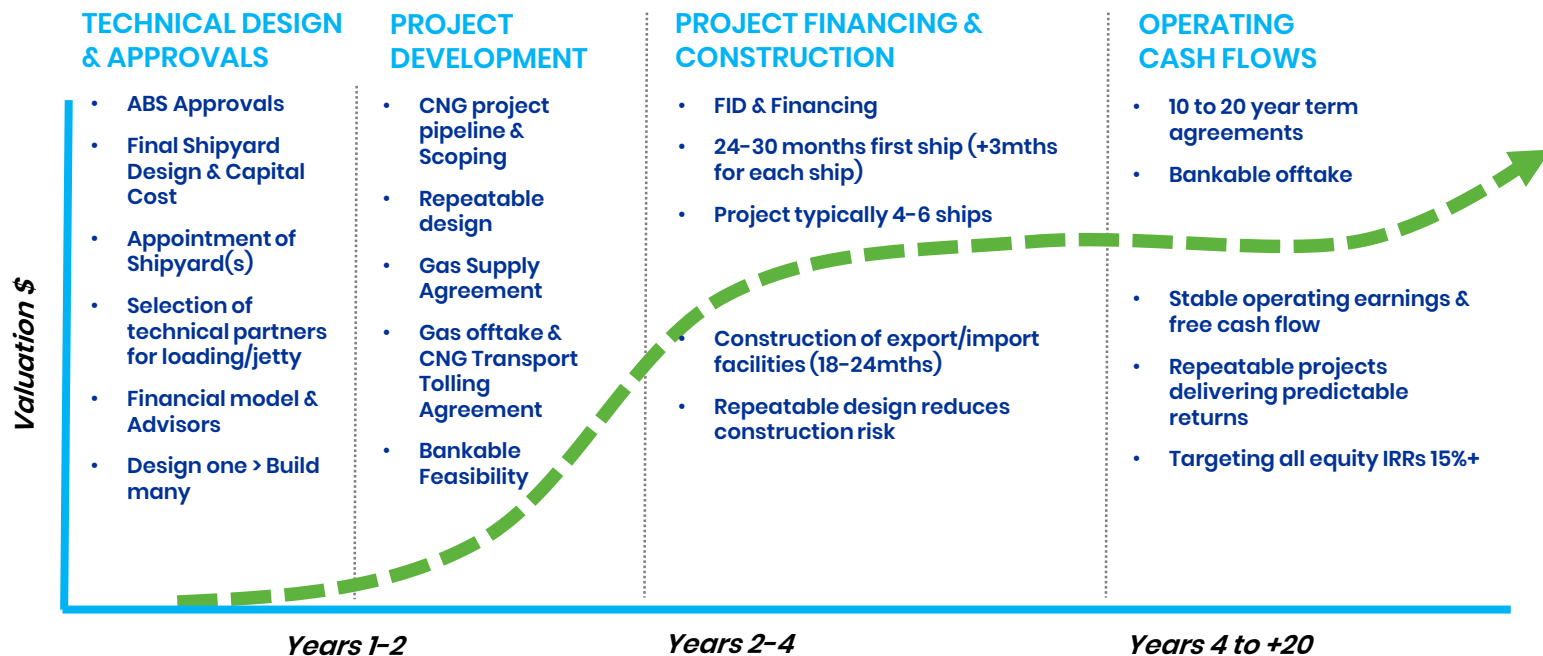 TECHNICAL DESIGN
& APPROVALS
• ABS Approvals
• Final Shipyard
Design & Capital
Cost
• Appointment of
Shipyard(s)
• Selection of
technical partners
for loading/jetty
• Financial model &
Advisors
• Design one > Build
many
PROJECT
DEVELOPMENT
• CNG project
pipeline &
Scoping
• Repeatable
design
• Gas Supply
Agreement
• Gas offtake &
CNG Transport
Tolling
Agreement
• Bankable
Feasibility
PROJECT FINANCING &
CONSTRUCTION
• FID & Financing
• 24-30 months first ship (+3mths
for each ship)
• Project typically 4-6 ships
• Construction of export/import
facilities (18-24mths)
• Repeatable design reduces
construction risk
OPERATING
CASH FLOWS
• 10 to 20 year term
agreements
• Bankable offtake
• Stable operating earnings &
free cash flow
• Repeatable projects
delivering predictable
returns
• Targeting all equity IRRs 15%+
Valuation $
Years 1-2
Years 2-4
Years 4 to +20